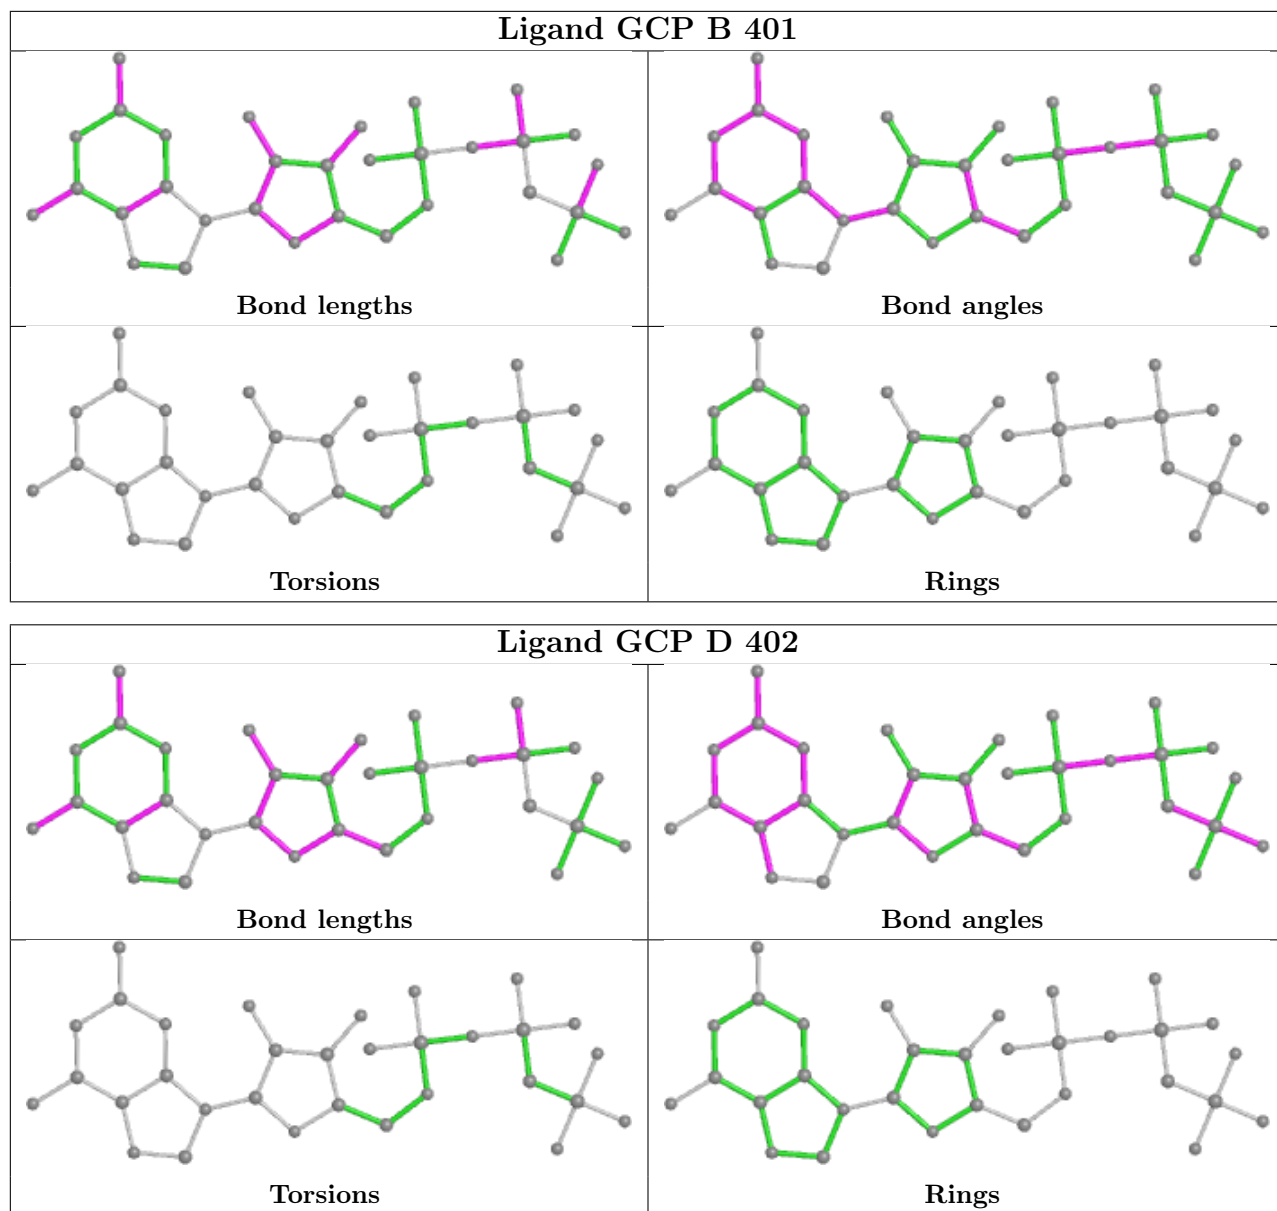 Ligand GCP B 401
Bond lengths
Bond angles
Torsions
Rings
Ligand GCP D 402
Bond lengths
Bond angles
Torsions
Rings